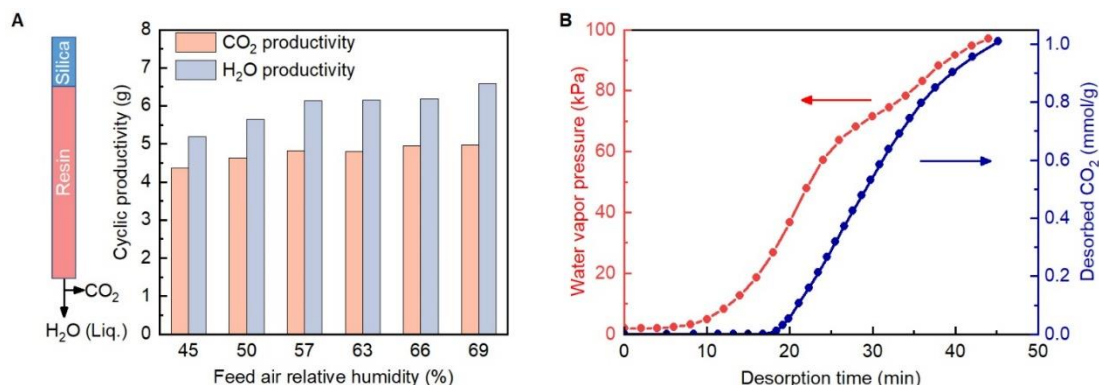 A
Silica
Resin
CO₂
H₂O (Liq.)
Cyclic productivity (g)
8
7
6
5
4
3
2
1
0
CO₂ productivity
H₂O productivity
45 50 57 63 66 69
Feed air relative humidity (%)
B
Water vapor pressure (kPa)
100
80
60
40
20
0
0 10 20 30 40 50
Desorption time (min)
1.0
0.8
0.6
0.4
0.2
0.0
Desorbed CO₂ (mmol/g)